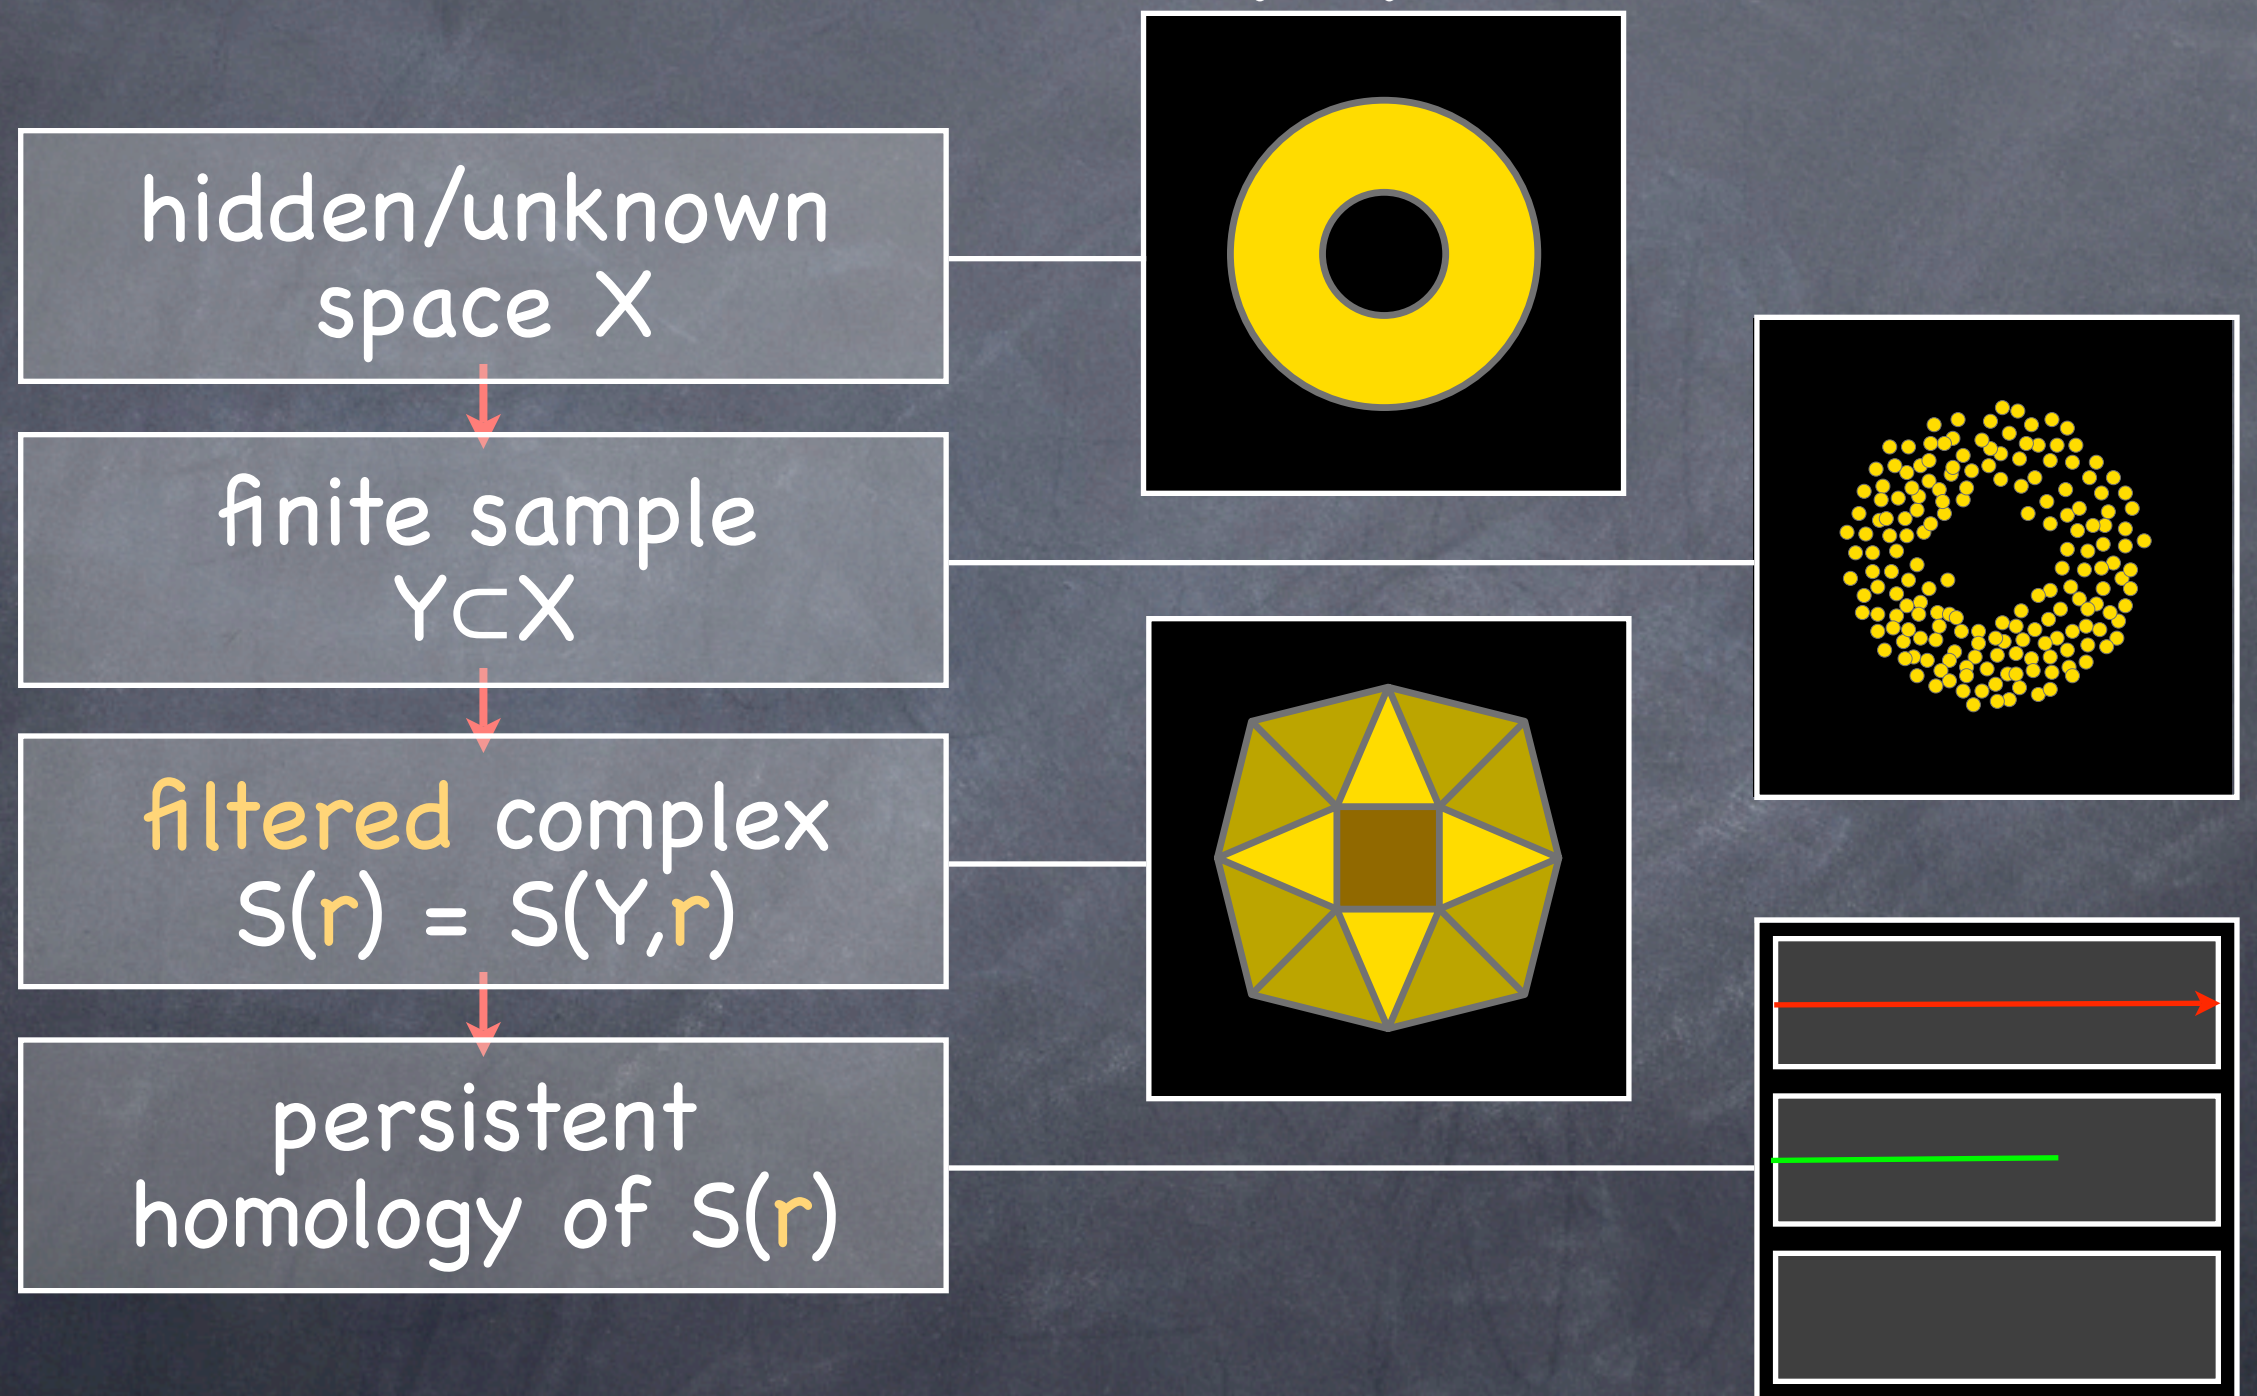 hidden/unknown
space X
finite sample
Y⊂X
filtered complex
S(r) = S(Y,r)
persistent
homology of S(r)